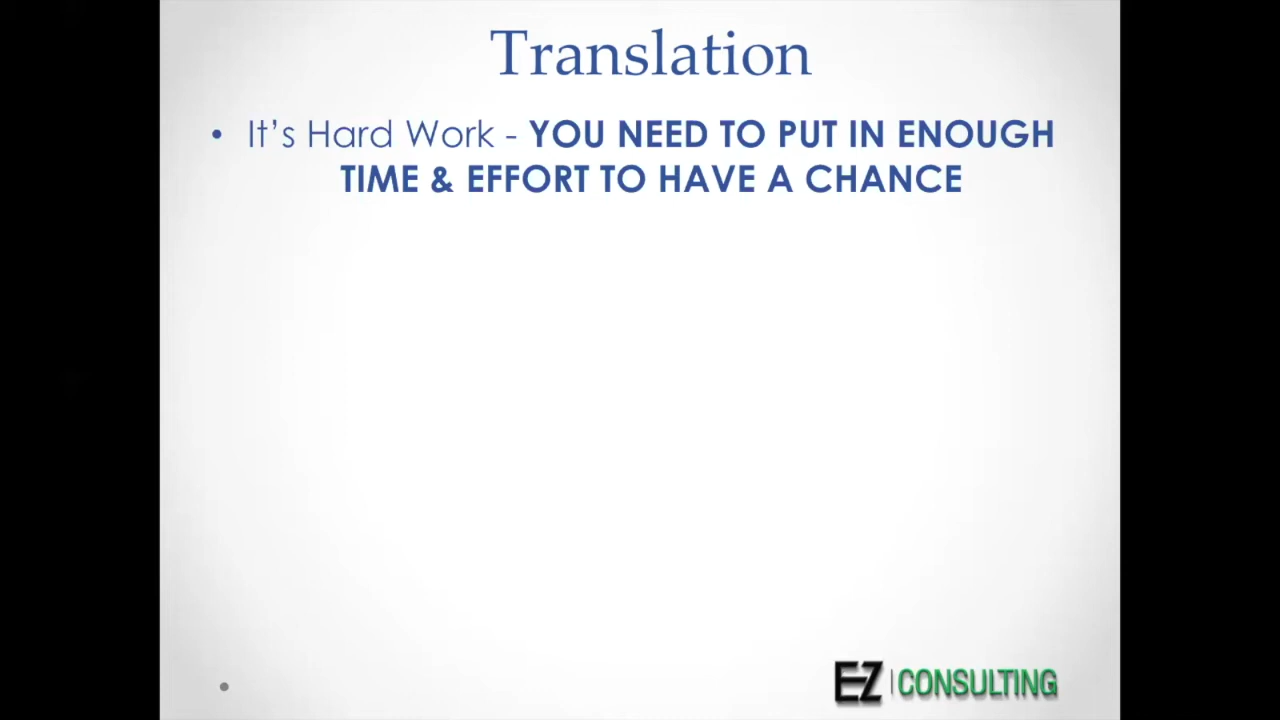 Translation
• It's Hard Work - YOU NEED TO PUT IN ENOUGH
TIME & EFFORT TO HAVE A CHANCE
EZ | CONSULTING